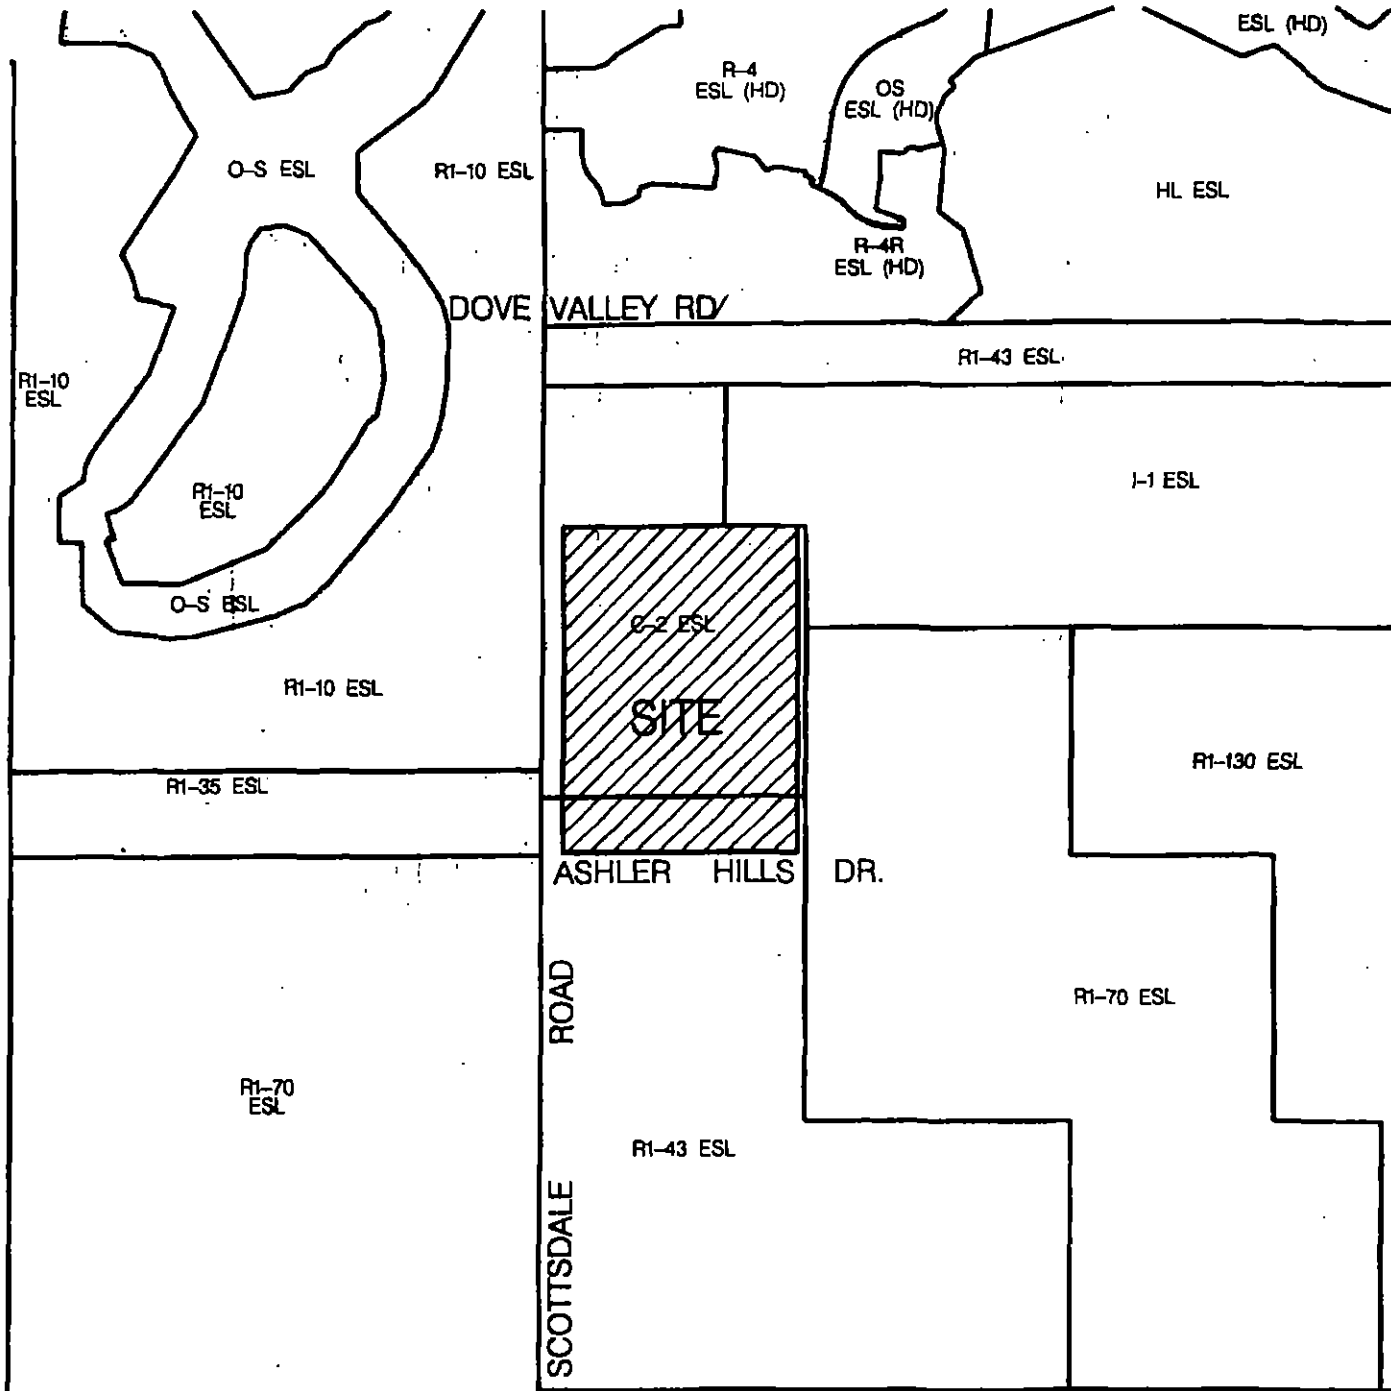 ESL (HD)
R-4
ESL (HD)
OS
ESL (HD)
O-S ESL
R1-10 ESL
HL ESL
R-4R
ESL (HD)
DOVE VALLEY RD/
R1-43 ESL
R1-10
ESL
I-1 ESL
R1-10
ESL
O-S ESL
C-2 ESL
R1-10 ESL
SITE
R1-130 ESL
R1-35 ESL
ASHLER HILLS DR.
R1-70 ESL
R1-70
ESL
R1-43 ESL
SCOTTSDALE ROAD